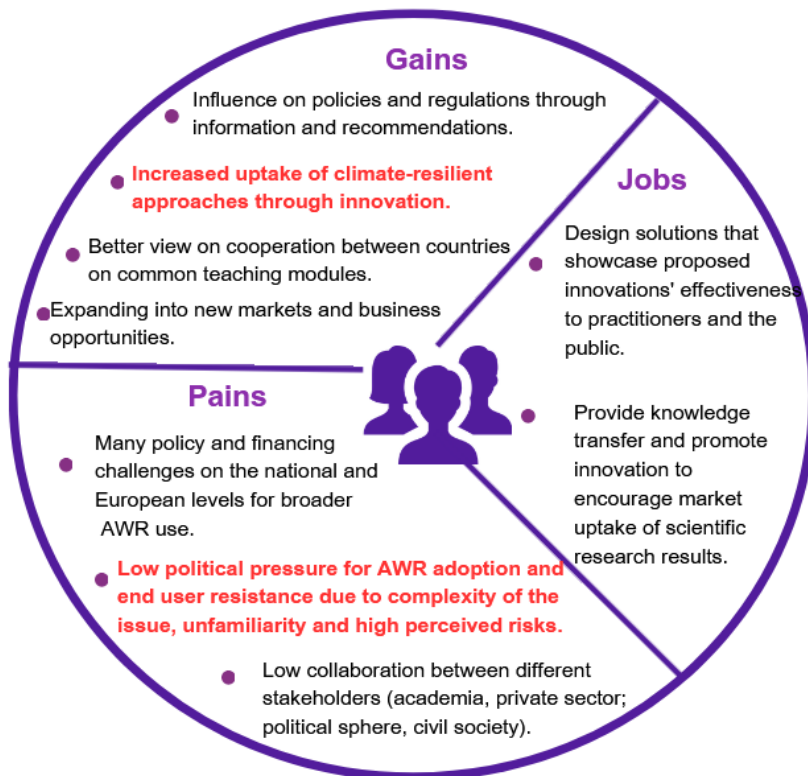 Gains
Influence on policies and regulations through
information and recommendations.
Increased uptake of climate-resilient
approaches through innovation.
Better view on cooperation between countries
on common teaching modules.
Expanding into new markets and business
opportunities.
Jobs
Design solutions that
showcase proposed
innovations' effectiveness
to practitioners and the
public.
Provide knowledge
transfer and promote
innovation to
encourage market
uptake of scientific
research results.
Pains
Many policy and financing
challenges on the national and
European levels for broader
AWR use.
Low political pressure for AWR adoption and
end user resistance due to complexity of the
issue, unfamiliarity and high perceived risks.
Low collaboration between different
stakeholders (academia, private sector;
political sphere, civil society).